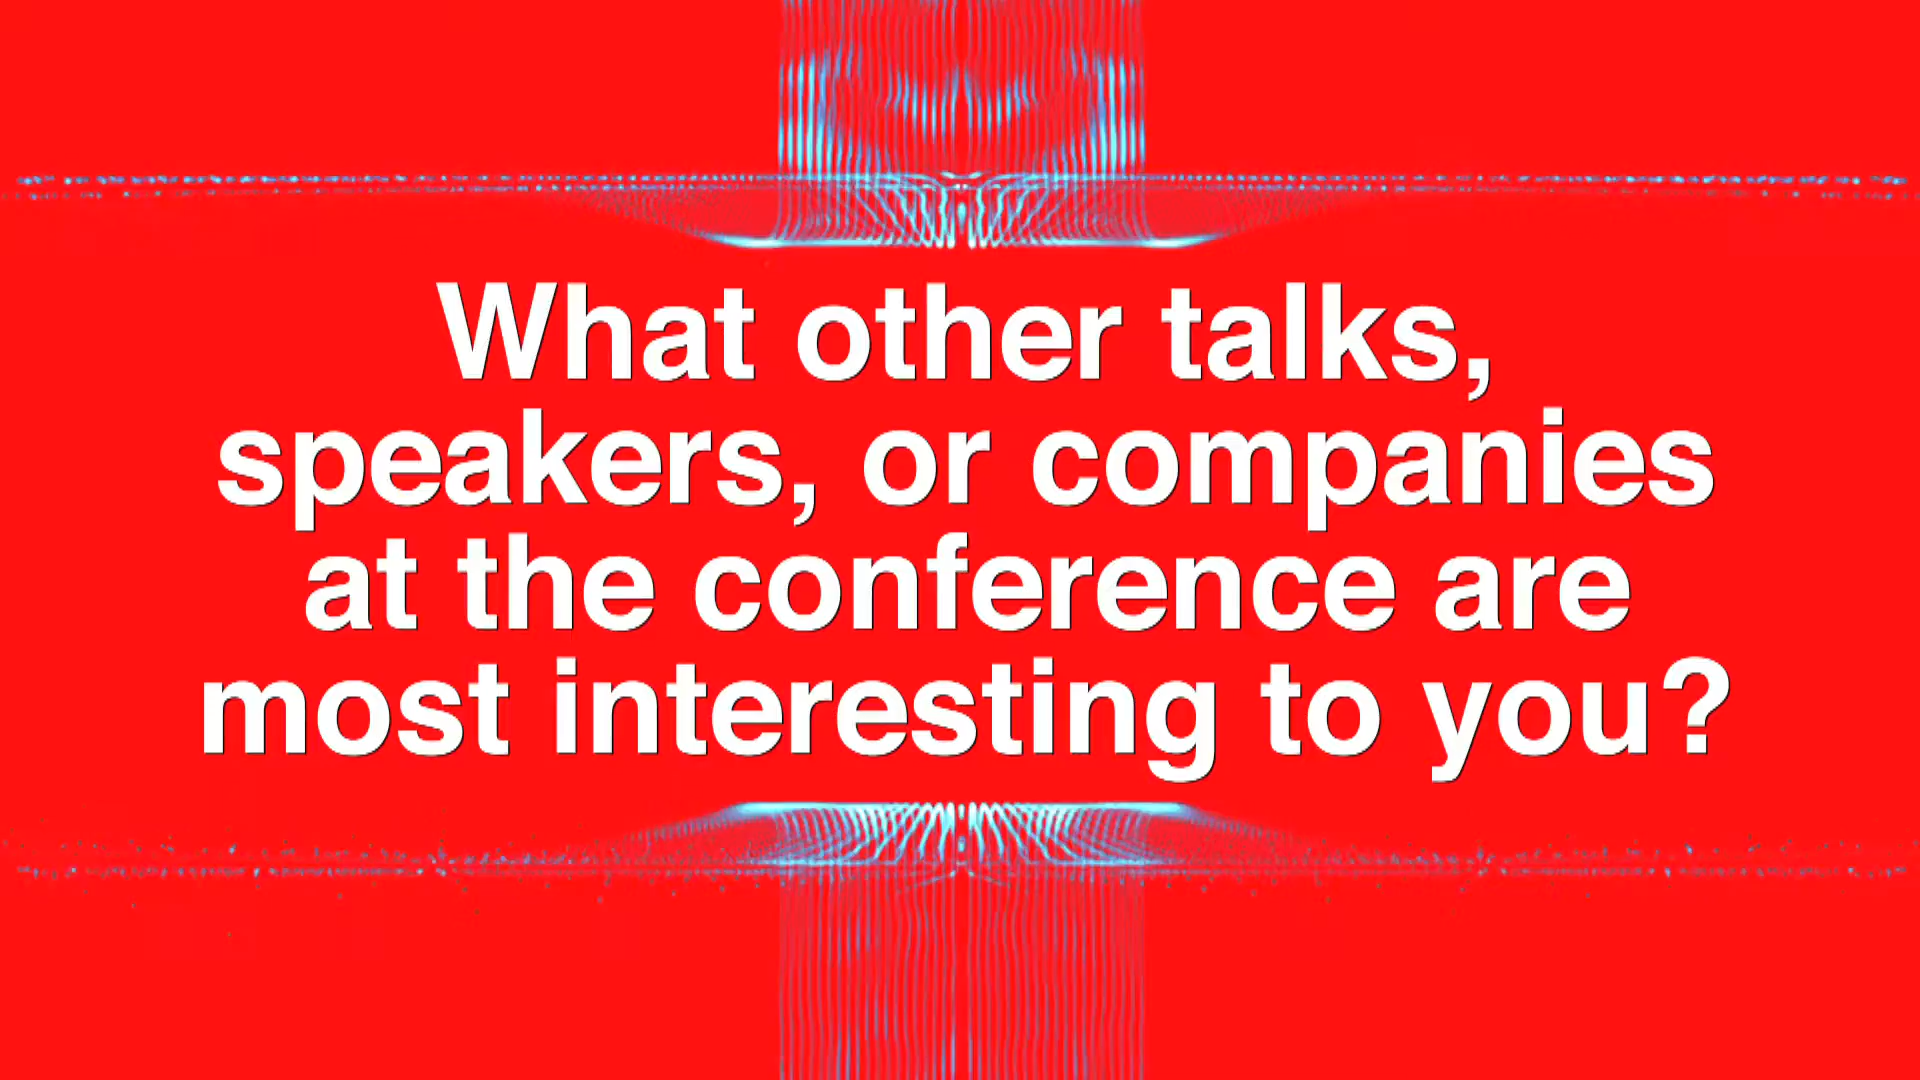 What other talks,
speakers, or companies
at the conference are
most interesting to you?